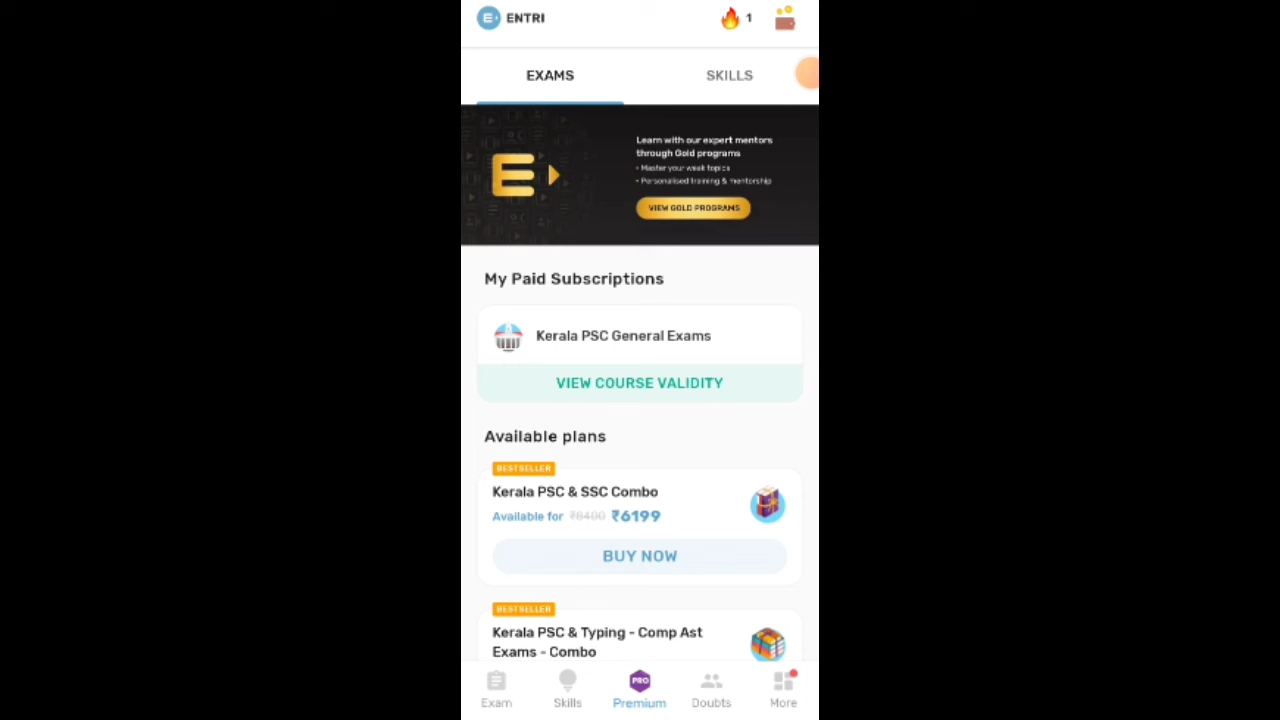 ENTRI
1
EXAMS
SKILLS
Learn with our expert mentors
through Gold programs
• Master your weak topics
• Personalised training & mentorship
VIEW GOLD PROGRAMS
My Paid Subscriptions
Kerala PSC General Exams
VIEW COURSE VALIDITY
Available plans
BESTSELLER
Kerala PSC & SSC Combo
Available for ₹8400 ₹6199
BUY NOW
BESTSELLER
Kerala PSC & Typing - Comp Ast
Exams - Combo
PRO
Exam
Skills
Premium
Doubts
More